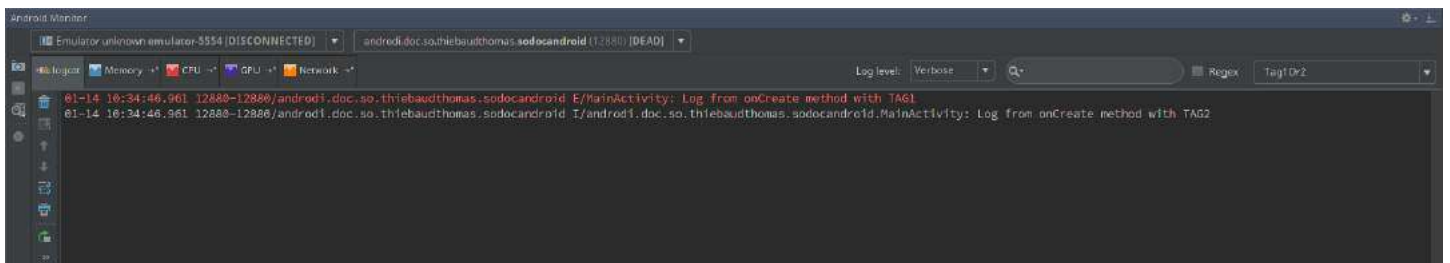 Android Monitor
Emulator unknown emulator-5554 [DISCONNECTED] androdi.doc.so.thiebaudthomas.sodocandroid (12880) [DEAD]
logcat Memory CPU GPU Network Log level: Verbose Regex Tag1Or2
01-14 10:34:46.961 12880-12880/androdi.doc.so.thiebaudthomas.sodocandroid E/MainActivity: Log from onCreate method with TAG1
01-14 10:34:46.961 12880-12880/androdi.doc.so.thiebaudthomas.sodocandroid I/androdi.doc.so.thiebaudthomas.sodocandroid.MainActivity: Log from onCreate method with TAG2